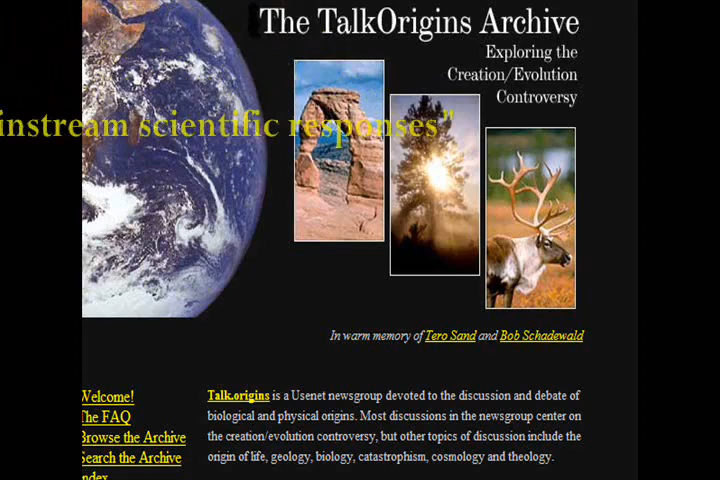 The TalkOrigins Archive
Exploring the
Creation/Evolution
Controversy
instream scientific responses"
In warm memory of Tero Sand and Bob Schadewald
Welcome!
The FAQ
Browse the Archive
Search the Archive
Index
Talk.origins is a Usenet newsgroup devoted to the discussion and debate of
biological and physical origins. Most discussions in the newsgroup center on
the creation/evolution controversy, but other topics of discussion include the
origin of life, geology, biology, catastrophism, cosmology and theology.